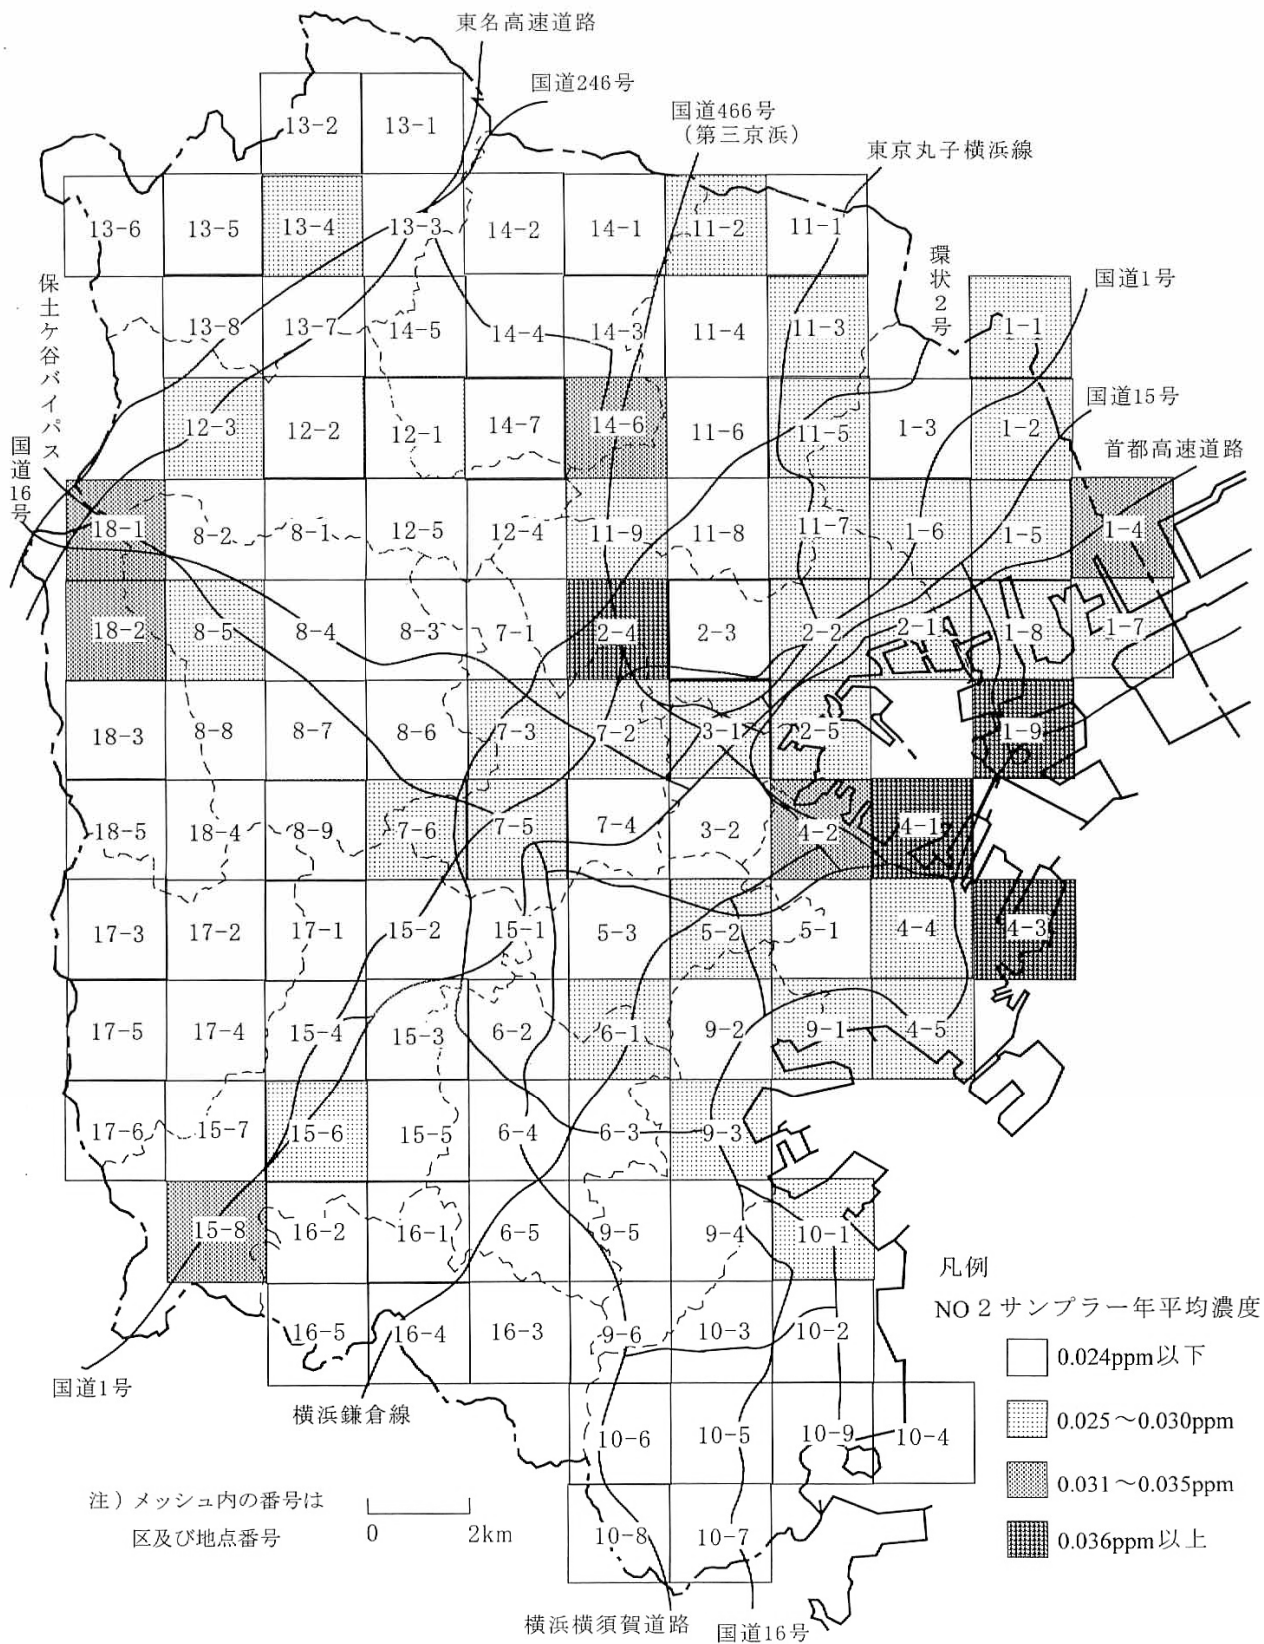 東名高速道路
国道246号
国道466号
(第三京浜)
東京丸子横浜線
13-2 13-1
13-6 13-5 13-4 13-3 14-2 14-1 11-2 11-1
保土ケ谷バイパス
環状2号
国道1号
13-8 13-7 14-5 14-4 14-3 11-4 11-3 1-1
国道15号
12-3 12-2 12-1 14-7 14-6 11-6 11-5 1-3 1-2
国道16号
首都高速道路
18-1 8-2 8-1 12-5 12-4 11-9 11-8 11-7 1-6 1-5 1-4
18-2 8-5 8-4 8-3 7-1 2-4 2-3 2-2 2-1 1-8 1-7
18-3 8-8 8-7 8-6 7-3 7-2 3-1 2-5 1-9
18-5 18-4 8-9 7-6 7-5 7-4 3-2 4-2 4-1
17-3 17-2 17-1 15-2 15-1 5-3 5-2 5-1 4-4 4-3
17-5 17-4 15-4 15-3 6-2 6-1 9-2 9-1 4-5
17-6 15-7 15-6 15-5 6-4 6-3 9-3
15-8 16-2 16-1 6-5 9-5 9-4 10-1
16-5 16-4 16-3 9-6 10-3 10-2
国道1号
横浜鎌倉線
10-6 10-5 10-9 10-4
10-8 10-7
横浜横須賀道路
国道16号
注)メッシュ内の番号は
区及び地点番号
0 2km
凡例
NO2サンプラー年平均濃度
0.024ppm以下
0.025~0.030ppm
0.031~0.035ppm
0.036ppm以上